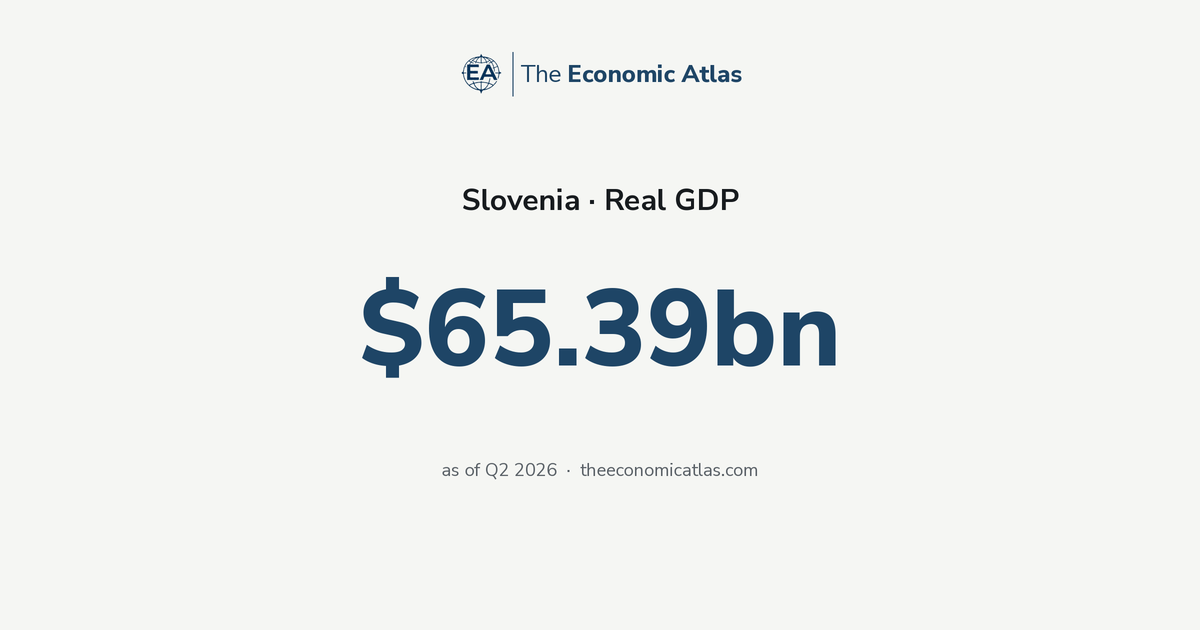 EA The Economic Atlas
Slovenia · Real GDP
$65.39bn
as of Q2 2026 · theeconomicatlas.com